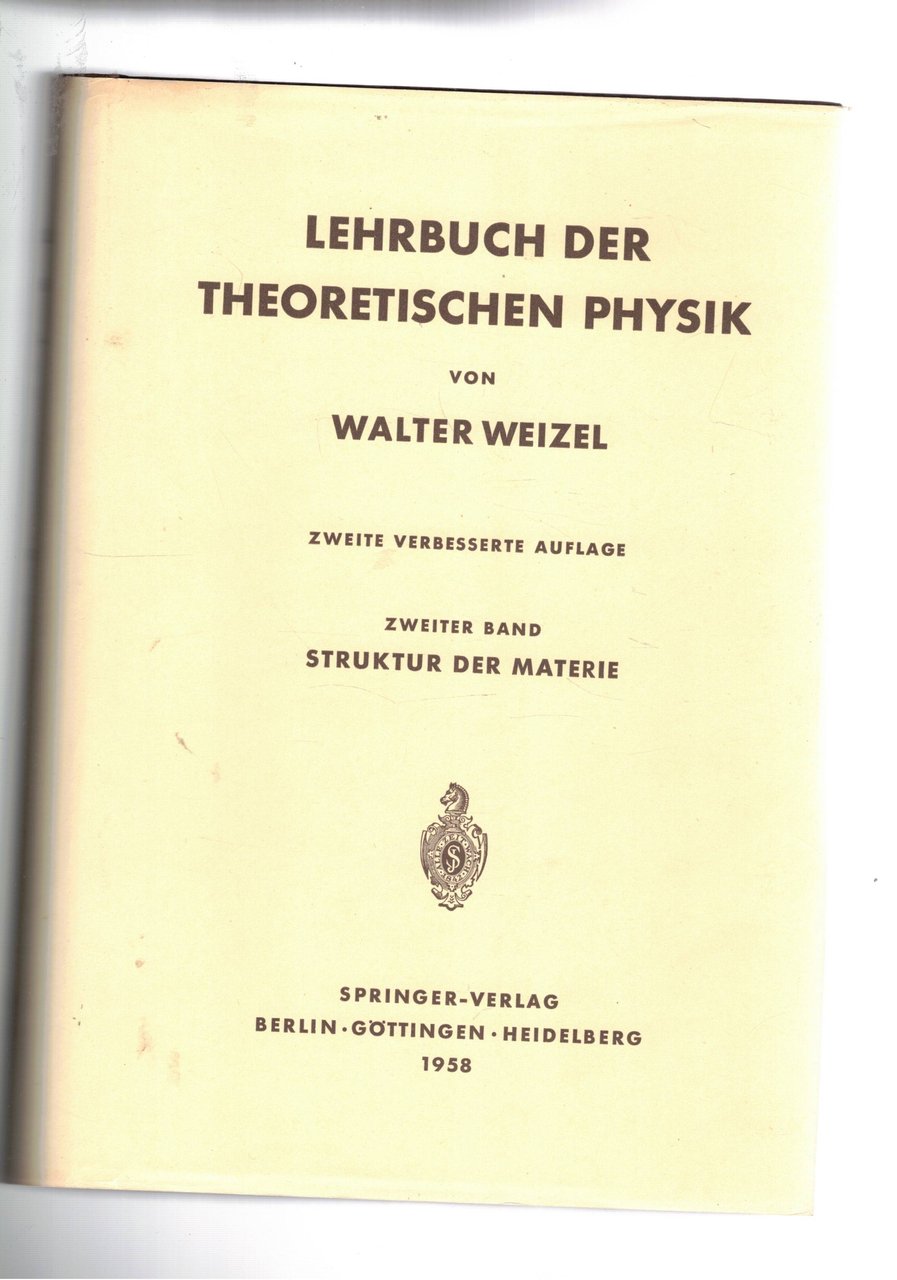 LEHRBUCH DER
THEORETISCHEN PHYSIK
VON
WALTER WEIZEL
ZWEITE VERBESSERTE AUFLAGE
ZWEITER BAND
STRUKTUR DER MATERIE
SPRINGER-VERLAG
BERLIN · GÖTTINGEN · HEIDELBERG
1958